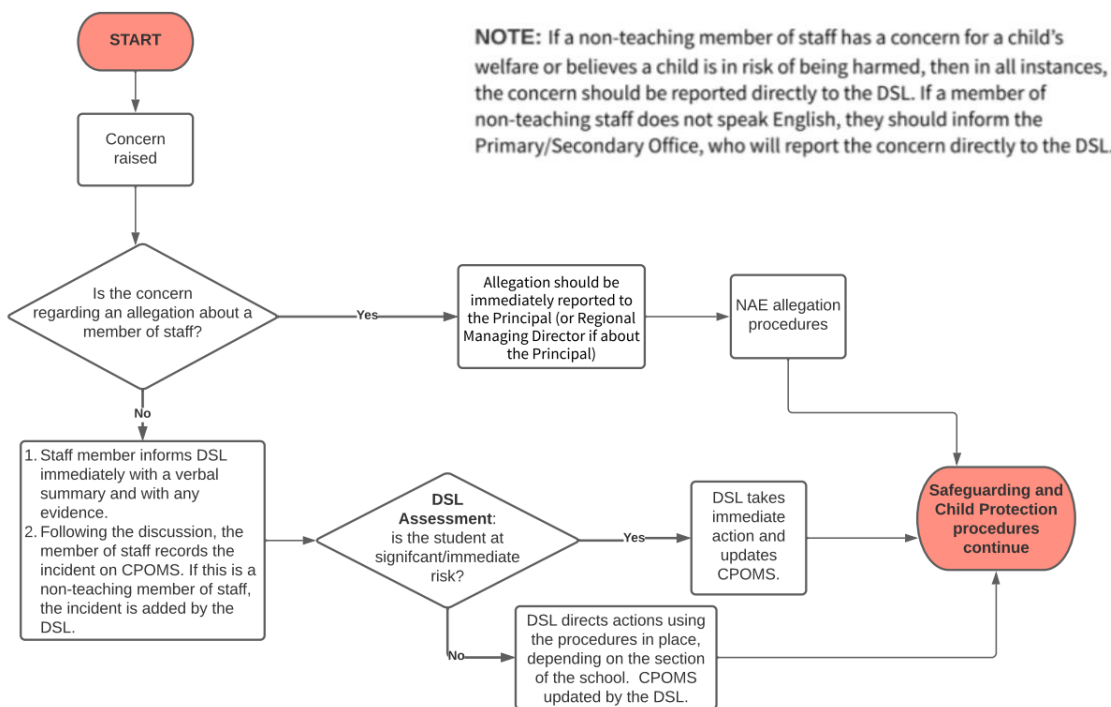 START
NOTE: If a non-teaching member of staff has a concern for a child's
welfare or believes a child is in risk of being harmed, then in all instances,
the concern should be reported directly to the DSL. If a member of
non-teaching staff does not speak English, they should inform the
Primary/Secondary Office, who will report the concern directly to the DSL.
Concern
raised
Is the concern
regarding an allegation about a
member of staff?
Yes
Allegation should be
immediately reported to
the Principal (or Regional
Managing Director if about
the Principal)
NAE allegation
procedures
No
1. Staff member informs DSL
immediately with a verbal
summary and with any
evidence.
2. Following the discussion, the
member of staff records the
incident on CPOMS. If this is a
non-teaching member of staff,
the incident is added by the
DSL.
DSL
Assessment:
is the student at
signifcant/immediate
risk?
Yes
DSL takes
immediate
action and
updates
CPOMS.
No
DSL directs actions using
the procedures in place,
depending on the section
of the school. CPOMS
updated by the DSL.
Safeguarding and
Child Protection
procedures
continue